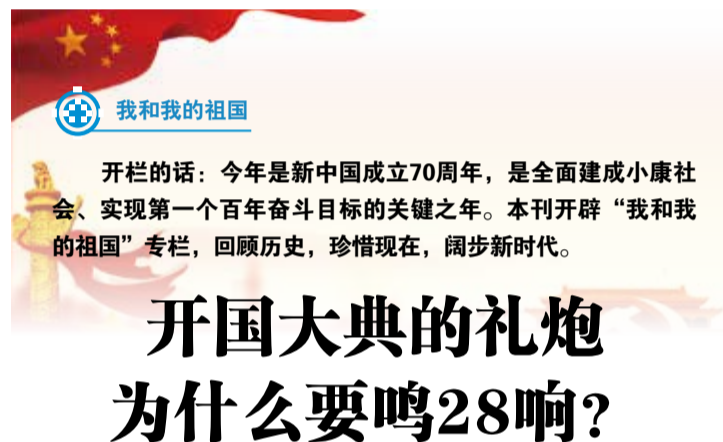 我和我的祖国
开栏的话：今年是新中国成立70周年，是全面建成小康社
会、实现第一个百年奋斗目标的关键之年。本刊开辟“我和我
的祖国”专栏，回顾历史，珍惜现在，阔步新时代。
开国大典的礼炮
为什么要鸣28响？